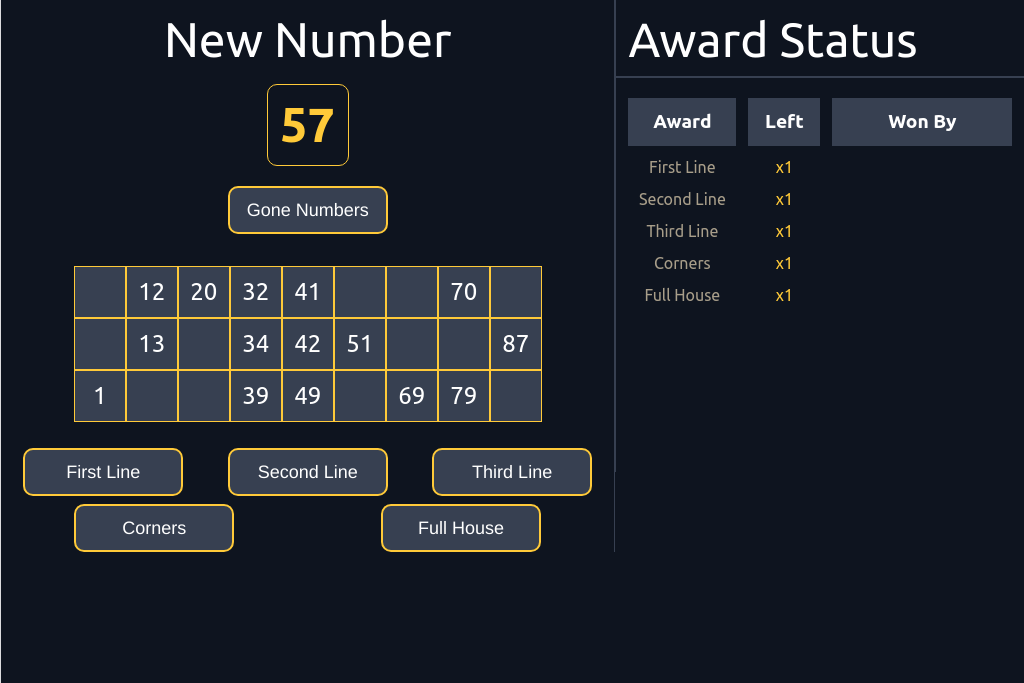 New Number
57
Gone Numbers
12 20 32 41 70
13 34 42 51 87
1 39 49 69 79
First Line Second Line Third Line
Corners Full House
Award Status
Award Left Won By
First Line x1
Second Line x1
Third Line x1
Corners x1
Full House x1